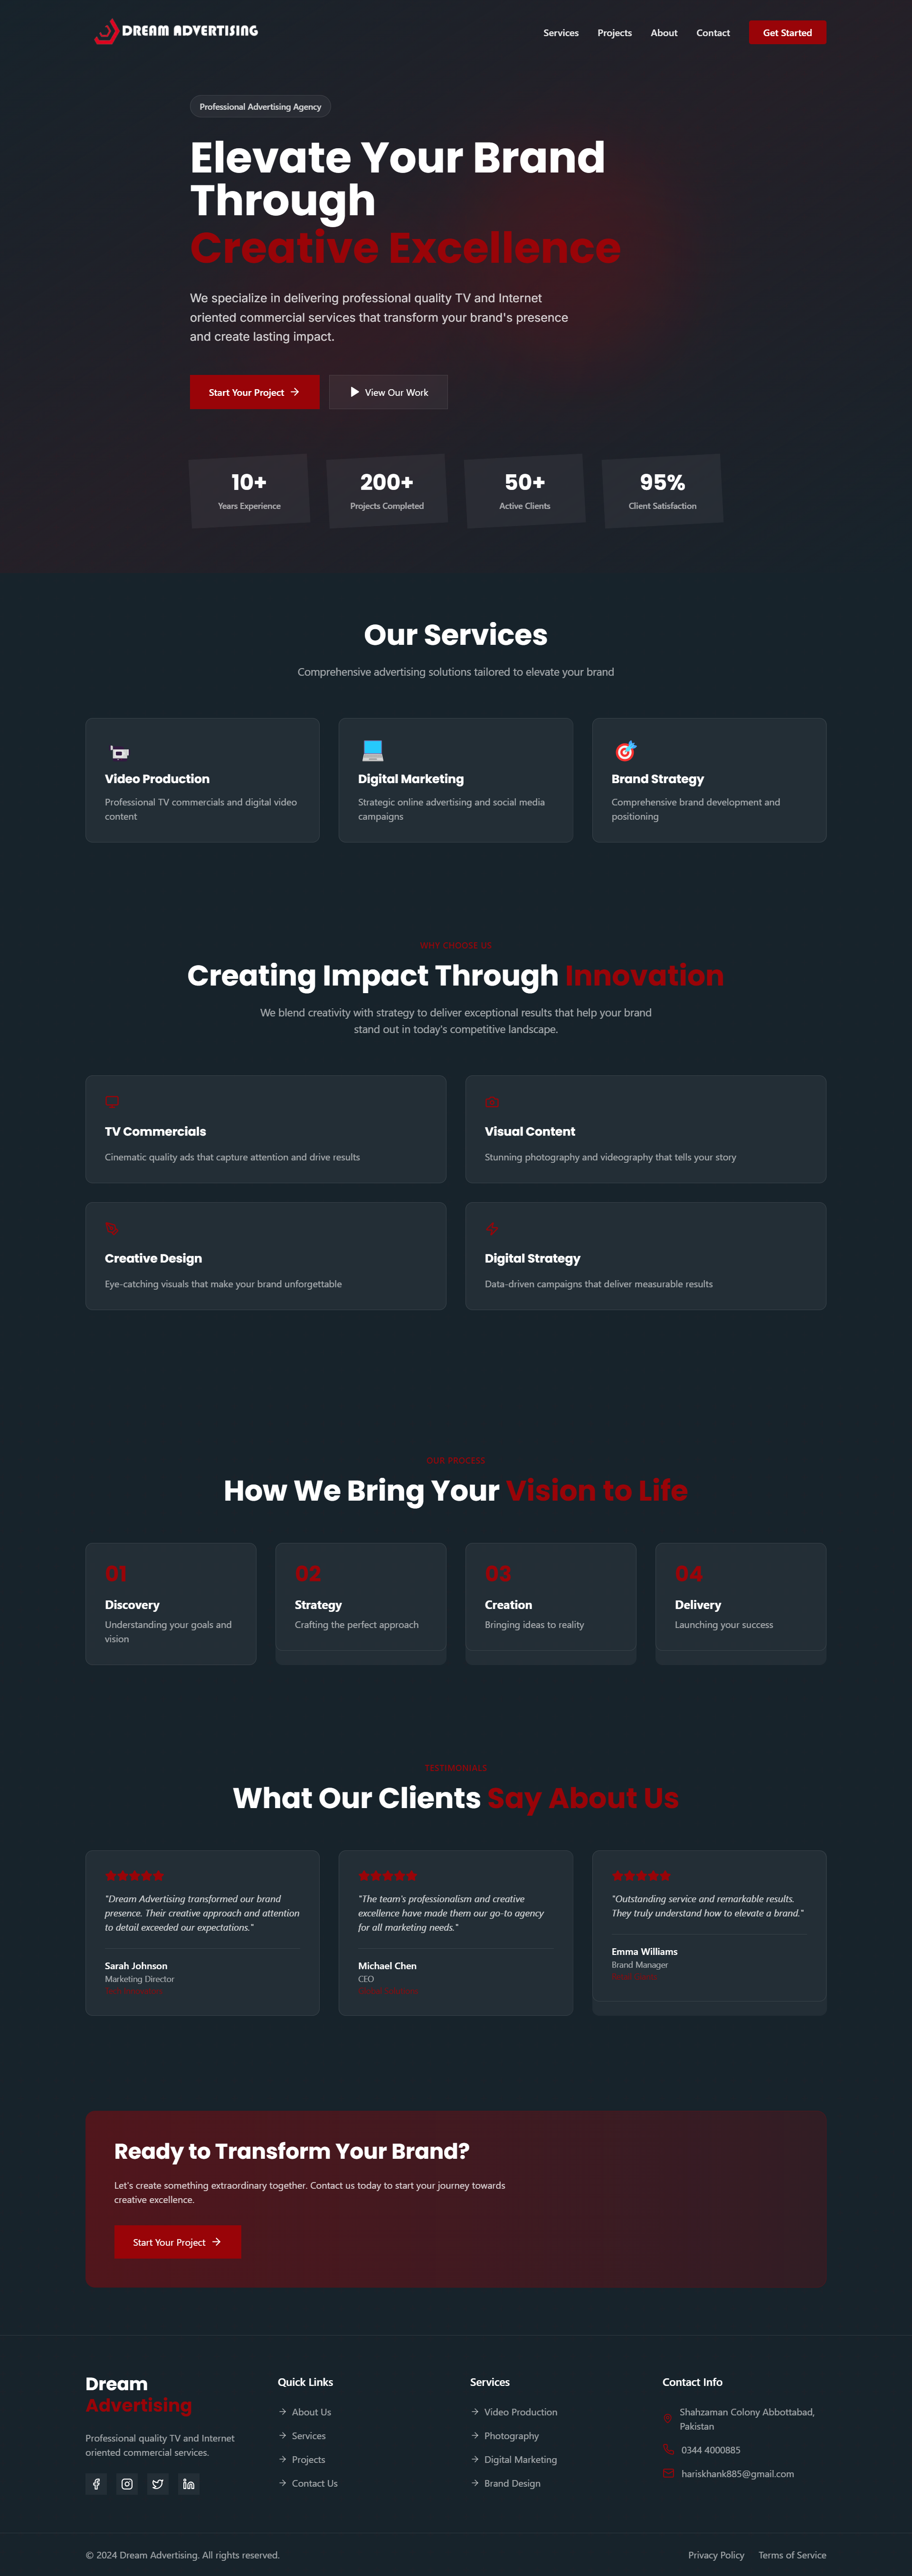 DREAM ADVERTISING
Services Projects About Contact Get Started
Professional Advertising Agency
Elevate Your Brand
Through
Creative Excellence
We specialize in delivering professional quality TV and Internet
oriented commercial services that transform your brand's presence
and create lasting impact.
Start Your Project
View Our Work
10+
Years Experience
200+
Projects Completed
50+
Active Clients
95%
Client Satisfaction
Our Services
Comprehensive advertising solutions tailored to elevate your brand
Video Production
Professional TV commercials and digital video
content
Digital Marketing
Strategic online advertising and social media
campaigns
Brand Strategy
Comprehensive brand development and
positioning
WHY CHOOSE US
Creating Impact Through Innovation
We blend creativity with strategy to deliver exceptional results that help your brand
stand out in today's competitive landscape.
TV Commercials
Cinematic quality ads that capture attention and drive results
Visual Content
Stunning photography and videography that tells your story
Creative Design
Eye-catching visuals that make your brand unforgettable
Digital Strategy
Data-driven campaigns that deliver measurable results
OUR PROCESS
How We Bring Your Vision to Life
01
Discovery
Understanding your goals and
vision
02
Strategy
Crafting the perfect approach
03
Creation
Bringing ideas to reality
04
Delivery
Launching your success
TESTIMONIALS
What Our Clients Say About Us
"Dream Advertising transformed our brand
presence. Their creative approach and attention
to detail exceeded our expectations."
Sarah Johnson
Marketing Director
"The team's professionalism and creative
excellence have made them our go-to agency
for all marketing needs."
Michael Chen
CEO
"Outstanding service and remarkable results.
They truly understand how to elevate a brand."
Emma Williams
Brand Manager
Ready to Transform Your Brand?
Let's create something extraordinary together. Contact us today to start your journey towards
creative excellence.
Start Your Project
Dream
Advertising
Professional quality TV and Internet
oriented commercial services.
Quick Links
About Us
Services
Projects
Contact Us
Services
Video Production
Photography
Digital Marketing
Brand Design
Contact Info
Shahzaman Colony Abbottabad,
Pakistan
0344 4000885
hariskhank885@gmail.com
© 2024 Dream Advertising. All rights reserved.
Privacy Policy Terms of Service